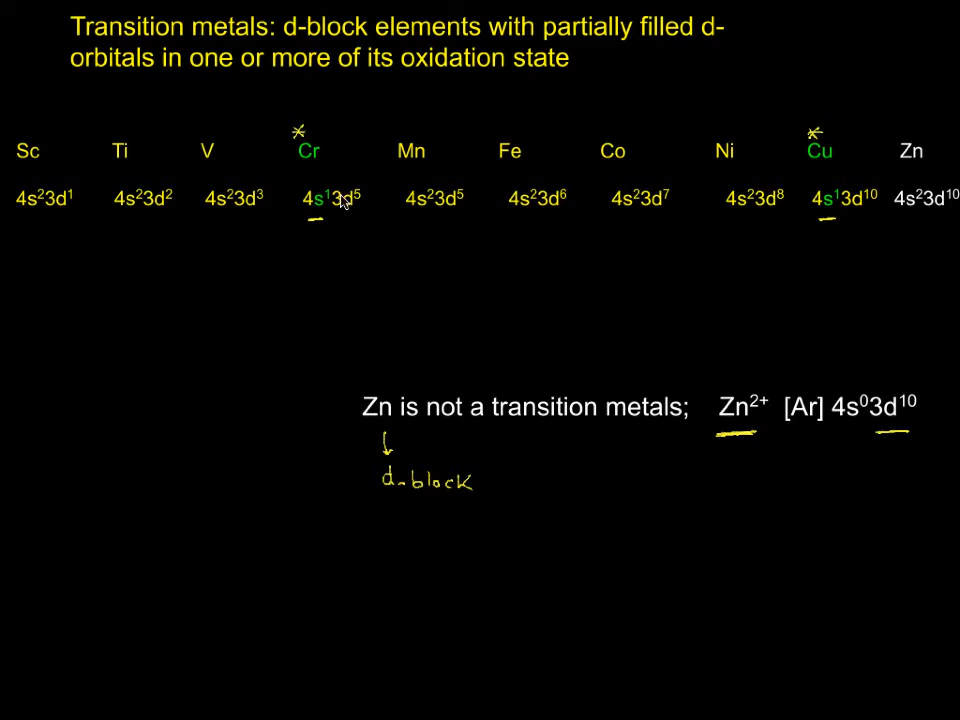 Transition metals: d-block elements with partially filled d-
orbitals in one or more of its oxidation state
* *
Sc Ti V Cr Mn Fe Co Ni Cu Zn
4s²3d¹ 4s²3d² 4s²3d³ 4s¹3d⁵ 4s²3d⁵ 4s²3d⁶ 4s²3d⁷ 4s²3d⁸ 4s¹3d¹⁰ 4s²3d¹⁰
Zn is not a transition metals; Zn²⁺ [Ar] 4s⁰3d¹⁰
d-block